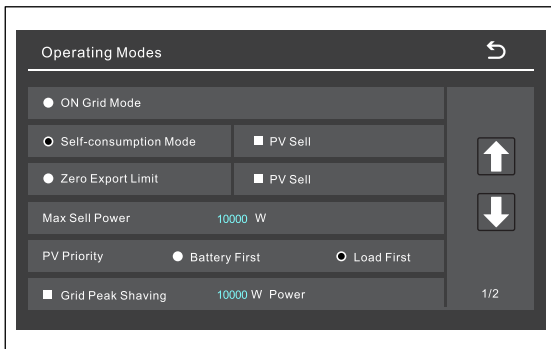 Operating Modes
ON Grid Mode
Self-consumption Mode PV Sell
Zero Export Limit PV Sell
Max Sell Power 10000 W
PV Priority Battery First Load First
Grid Peak Shaving 10000 W Power
1/2